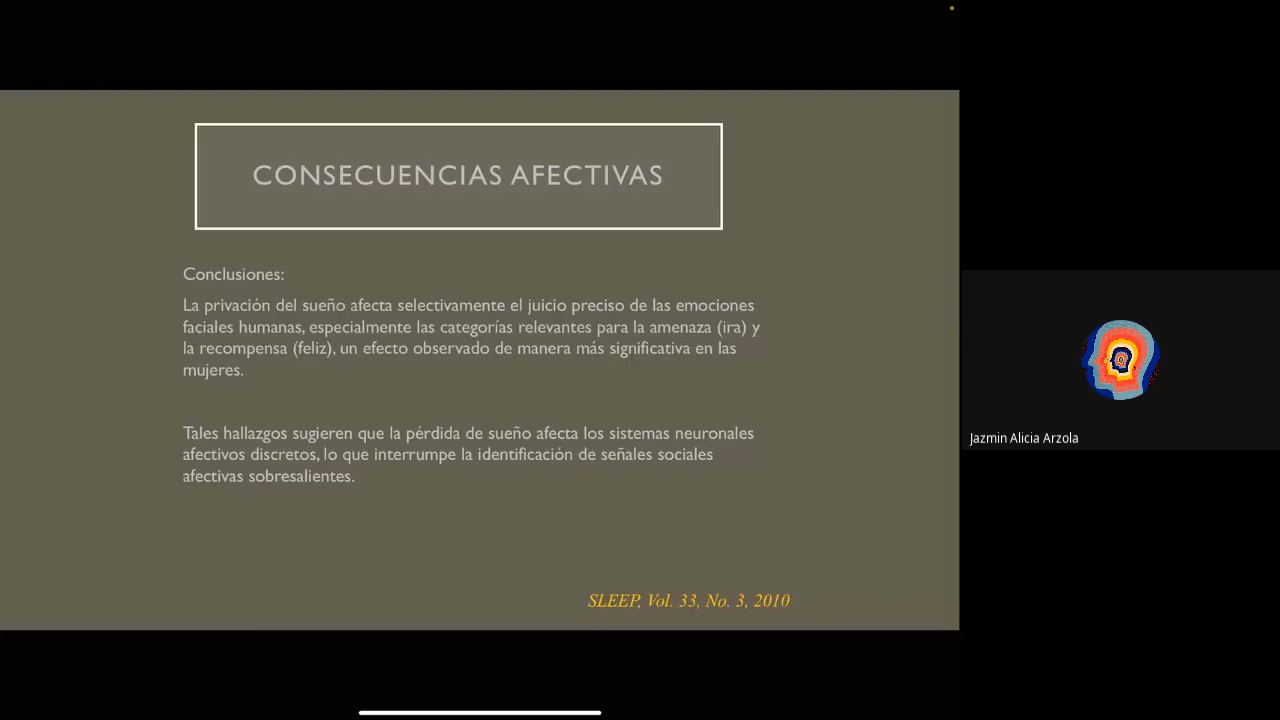 CONSECUENCIAS AFECTIVAS
Conclusiones:
La privación del sueño afecta selectivamente el juicio preciso de las emociones
faciales humanas, especialmente las categorías relevantes para la amenaza (ira) y
la recompensa (feliz), un efecto observado de manera más significativa en las
mujeres.
Tales hallazgos sugieren que la pérdida de sueño afecta los sistemas neuronales
afectivos discretos, lo que interrumpe la identificación de señales sociales
afectivas sobresalientes.
SLEEP, Vol. 33, No. 3, 2010
Jazmin Alicia Arzola